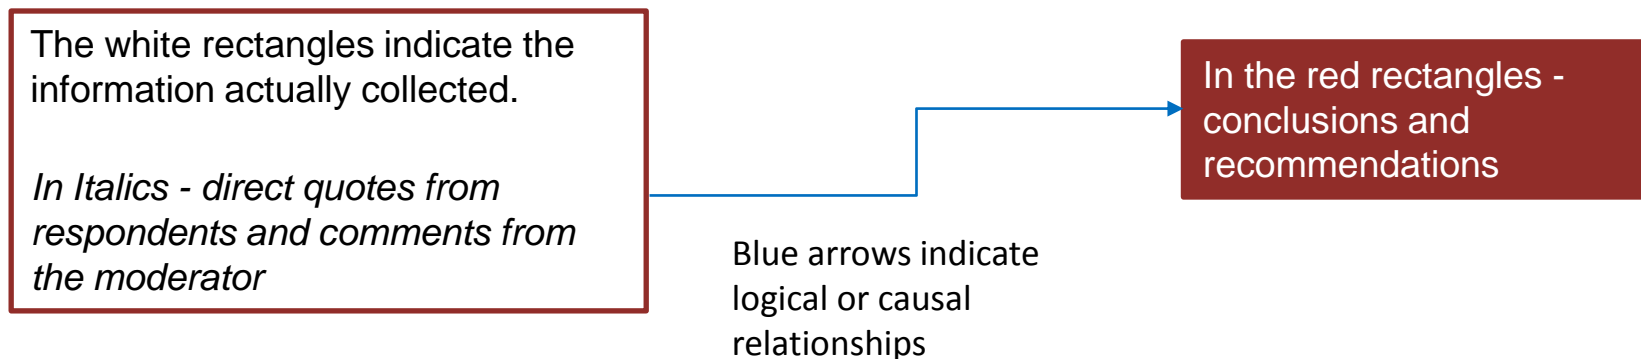 The white rectangles indicate the
information actually collected.
In Italics - direct quotes from
respondents and comments from
the moderator
Blue arrows indicate
logical or causal
relationships
In the red rectangles -
conclusions and
recommendations